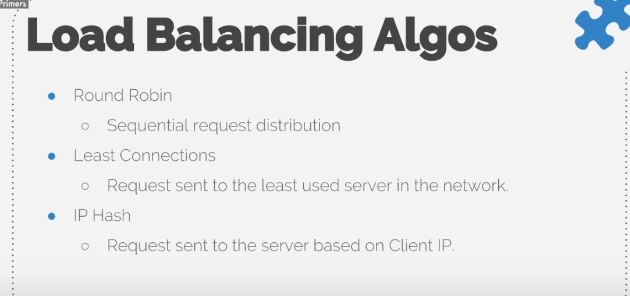 Primers
Load Balancing Algos
Round Robin
Sequential request distribution
Least Connections
Request sent to the least used server in the network.
IP Hash
Request sent to the server based on Client IP.